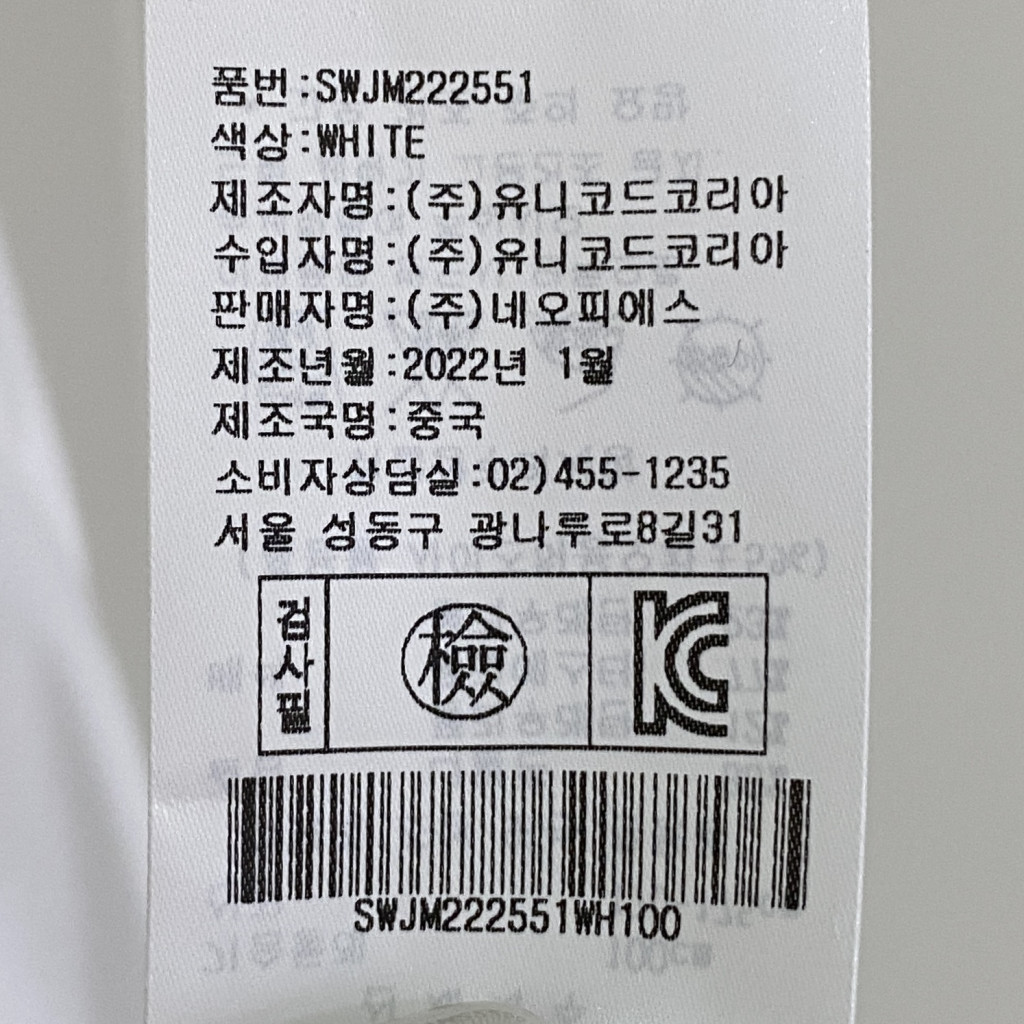 품번:SWJM222551
색상:WHITE
제조자명:(주)유니코드코리아
수입자명:(주)유니코드코리아
판매자명:(주)네오피에스
제조년월:2022년 1월
제조국명:중국
소비자상담실:02)455-1235
서울 성동구 광나루로8길31
검사필 檢 KC
SWJM222551WH100